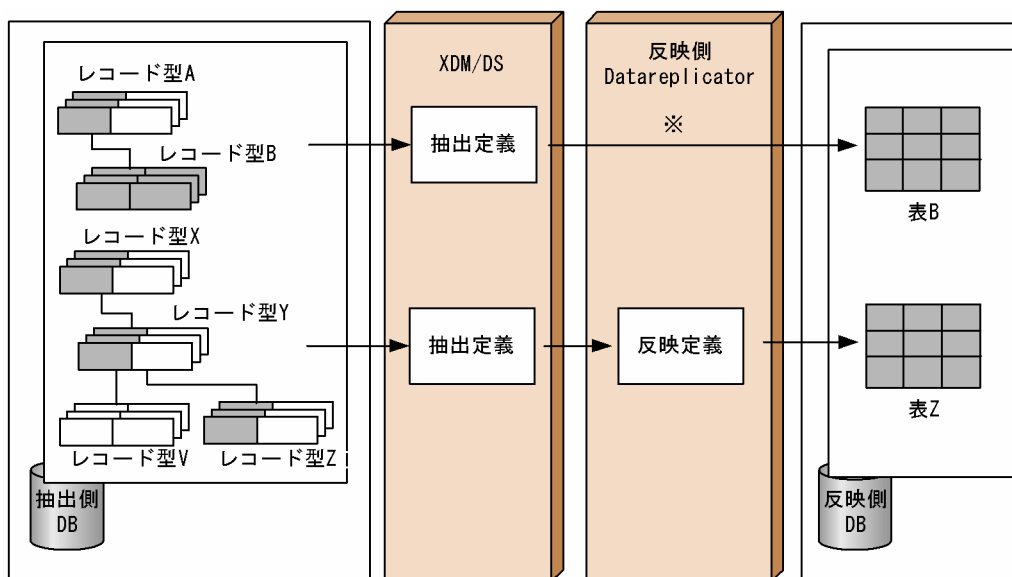 レコード型A
レコード型B
レコード型X
レコード型Y
レコード型V
レコード型Z
抽出側
DB
XDM/DS
抽出定義
抽出定義
反映側
Datareplicator
※
反映定義
表B
表Z
反映側
DB